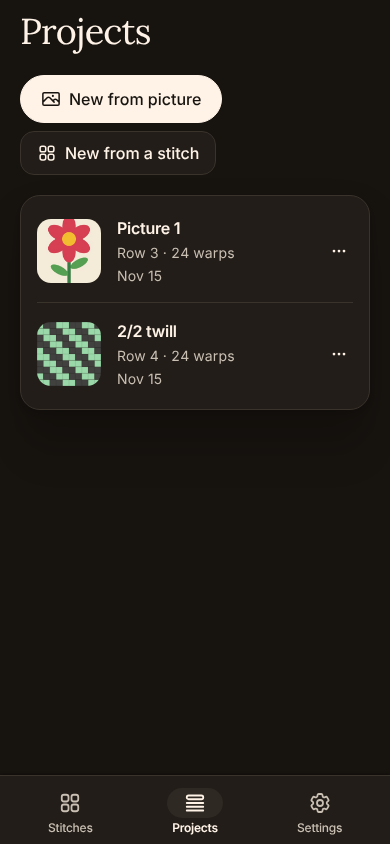 Projects
New from picture
New from a stitch
Picture 1
Row 3 · 24 warps
Nov 15
2/2 twill
Row 4 · 24 warps
Nov 15
Stitches
Projects
Settings